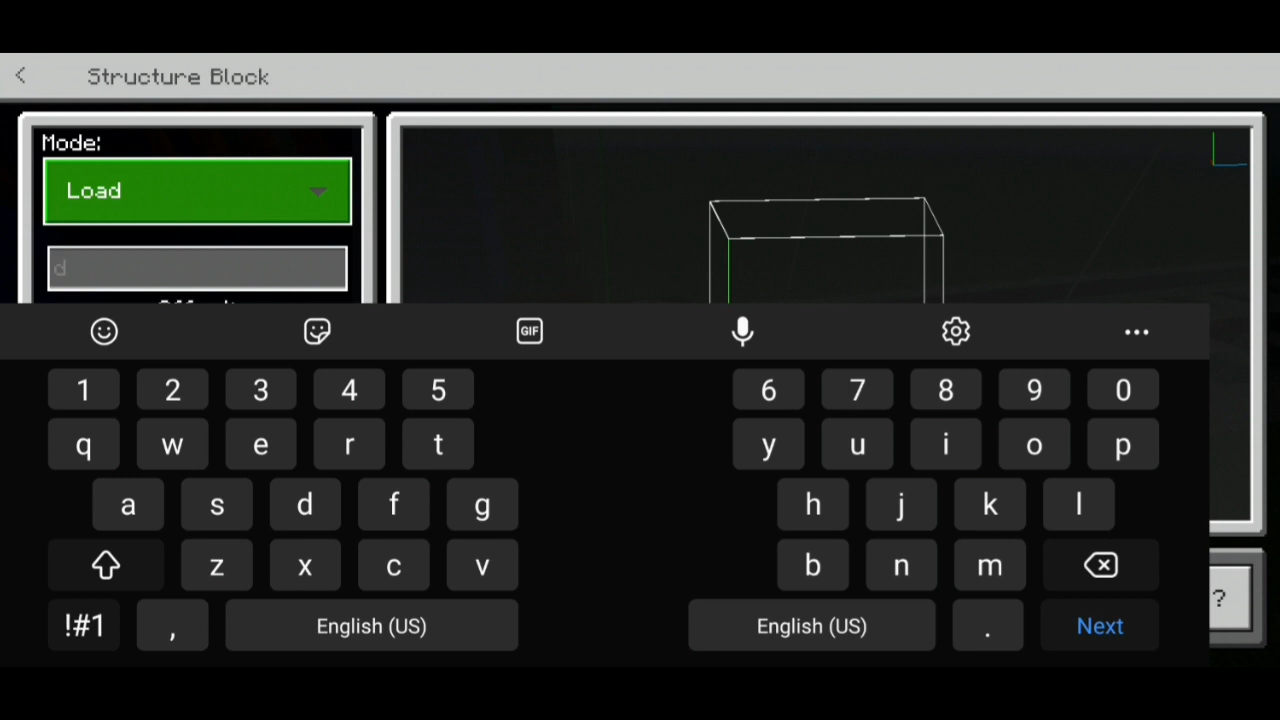 Structure Block
Mode:
Load
d
GIF
1 2 3 4 5 6 7 8 9 0
q w e r t y u i o p
a s d f g h j k l
z x c v b n m
!#1 , English (US) English (US) . Next
?